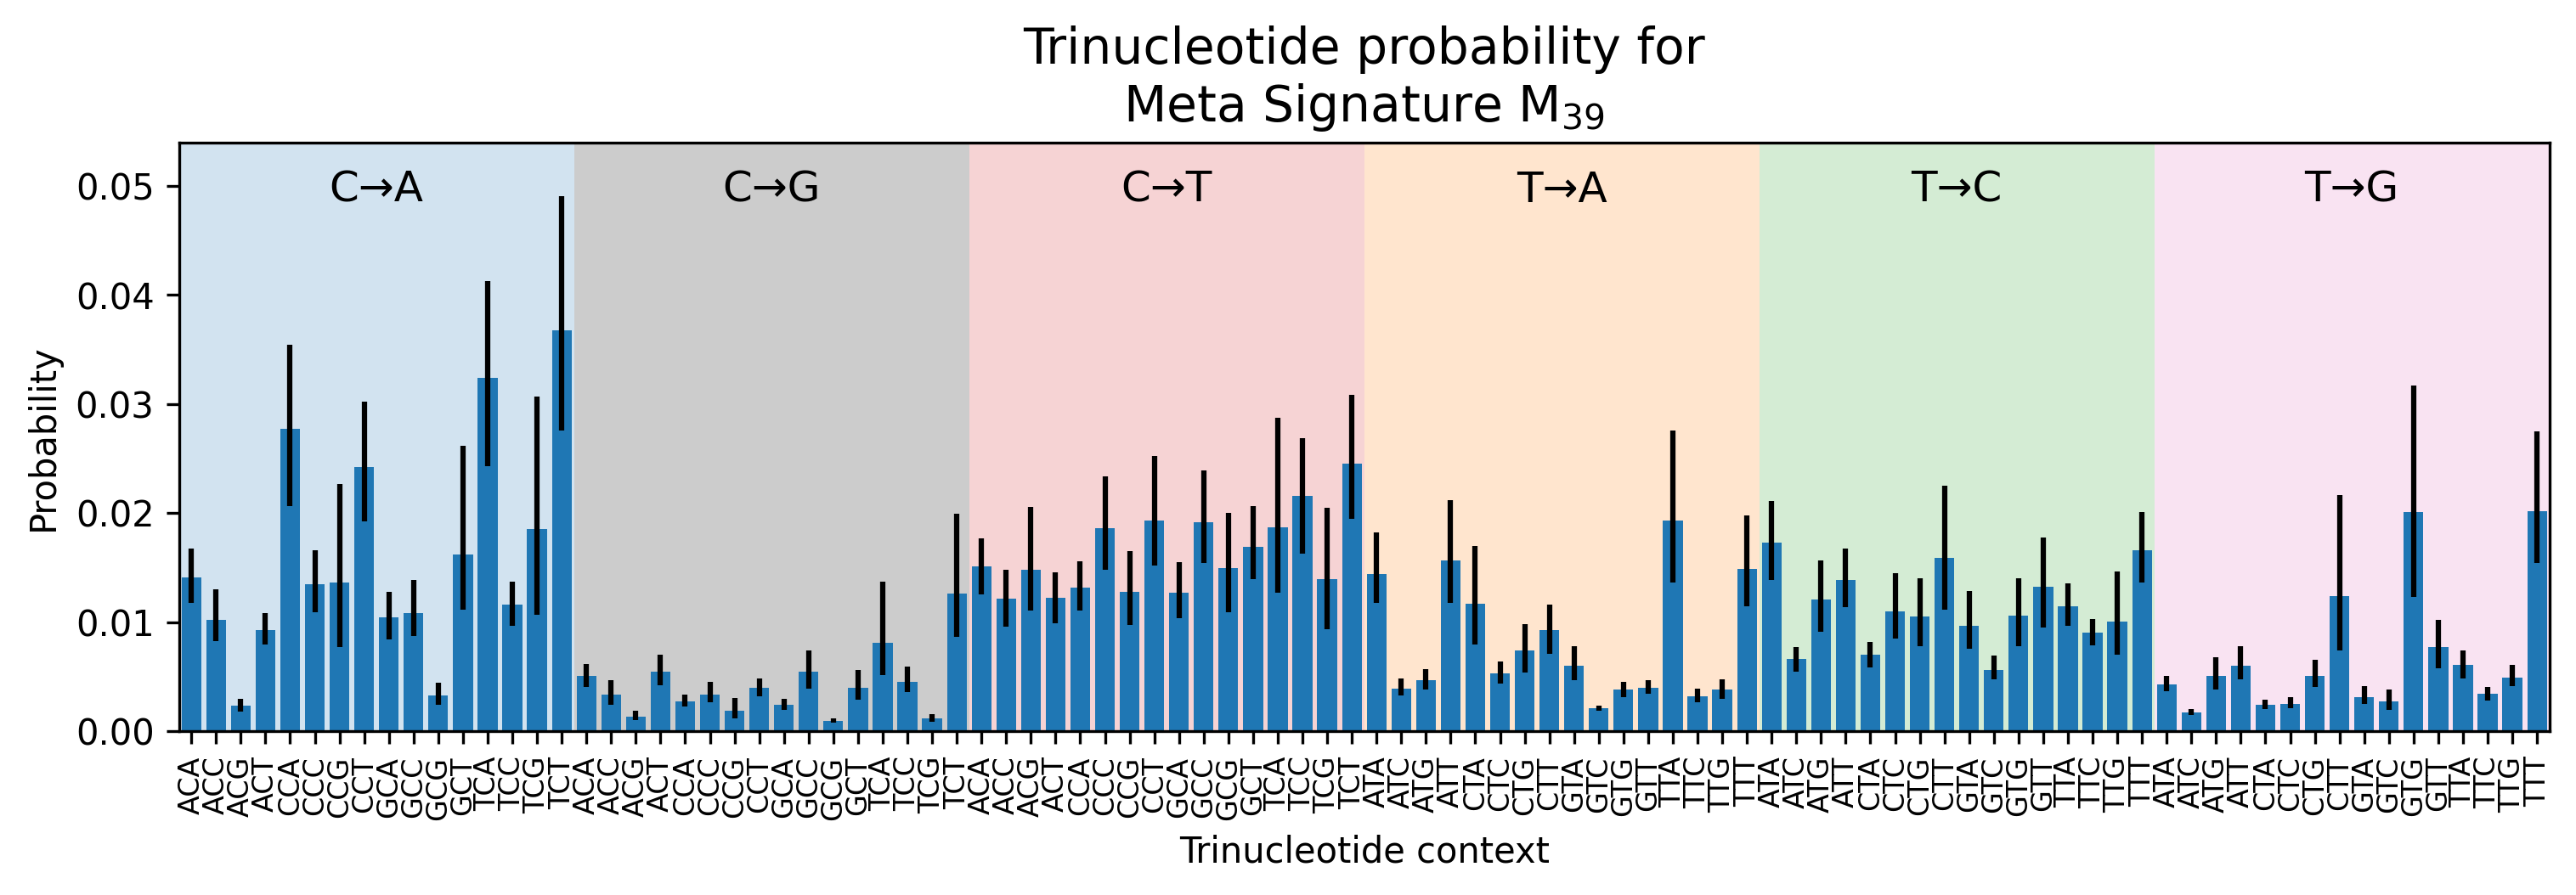 Trinucleotide probability for
Meta Signature M₃₉
C→A C→G C→T T→A T→C T→G
0.05
0.04
0.03
0.02
0.01
0.00
Probability
ACA ACC ACG ACT CCA CCC CCG CCT GCA GCC GCG GCT TCA TCC TCG TCT ACA ACC ACG ACT CCA CCC CCG CCT GCA GCC GCG GCT TCA TCC TCG TCT ACA ACC ACG ACT CCA CCC CCG CCT GCA GCC GCG GCT TCA TCC TCG TCT ATA ATC ATG ATT CTA CTC CTG CTT GTA GTC GTG GTT TTA TTC TTG TTT ATA ATC ATG ATT CTA CTC CTG CTT GTA GTC GTG GTT TTA TTC TTG TTT ATA ATC ATG ATT CTA CTC CTG CTT GTA GTC GTG GTT TTA TTC TTG TTT
Trinucleotide context